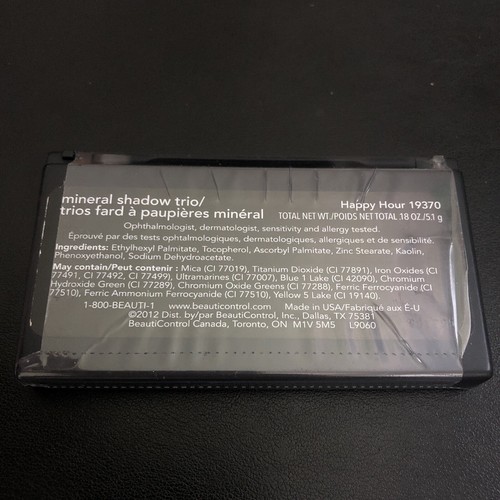 mineral shadow trio/
trios fard à paupières minéral
Happy Hour 19370
TOTAL NET WT./POIDS NET TOTAL .18 OZ/5.1 g
Ophthalmologist, dermatologist, sensitivity and allergy tested.
Éprouvé par des tests ophtalmologiques, dermatologiques, allergiques et de sensibilité.
Ingredients: Ethylhexyl Palmitate, Tocopherol, Ascorbyl Palmitate, Zinc Stearate, Kaolin,
Phenoxyethanol, Sodium Dehydroacetate.
May contain/Peut contenir : Mica (CI 77019), Titanium Dioxide (CI 77891), Iron Oxides (CI
77491, CI 77492, CI 77499), Ultramarines (CI 77007), Blue 1 Lake (CI 42090), Chromium
Hydroxide Green (CI 77289), Chromium Oxide Greens (CI 77288), Ferric Ferrocyanide (CI
77510), Ferric Ammonium Ferrocyanide (CI 77510), Yellow 5 Lake (CI 19140).
1-800-BEAUTI-1 www.beauticontrol.com Made in USA/Fabriqué aux É-U
©2012 Dist. by/par BeautiControl, Inc., Dallas, TX 75381
BeautiControl Canada, Toronto, ON M1V 5M5 L9060